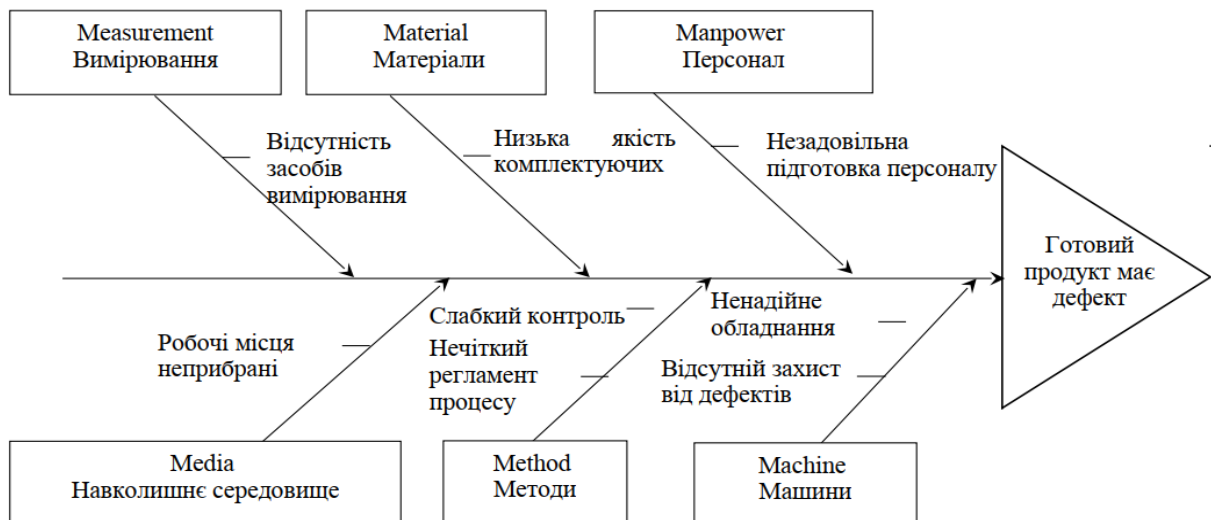 Measurement
Вимірювання
Material
Матеріали
Manpower
Персонал
Відсутність
засобів
вимірювання
Низька якість
комплектуючих
Незадовільна
підготовка персоналу
Готовий
продукт має
дефект
Робочі місця
неприбрані
Слабкий контроль
Нечіткий
регламент
процесу
Ненадійне
обладнання
Відсутній захист
від дефектів
Media
Навколишнє середовище
Method
Методи
Machine
Машини